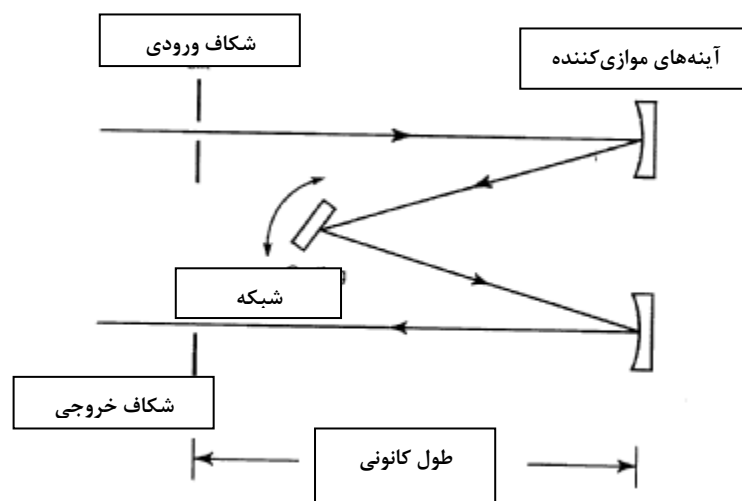 شکاف ورودی
آینه‌های موازی‌کننده
شبکه
شکاف خروجی
طول کانونی